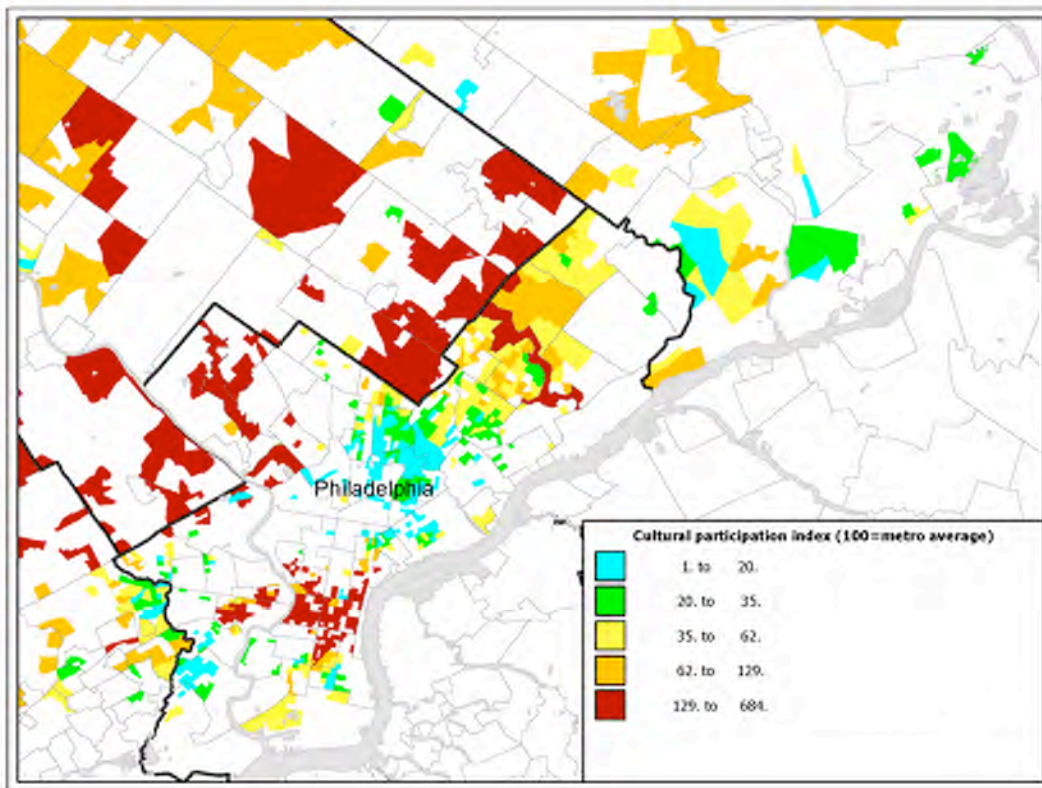 Philadelphia
Cultural participation index (100=metro average)
1. to 20.
20. to 35.
35. to 62.
62. to 129.
129. to 684.